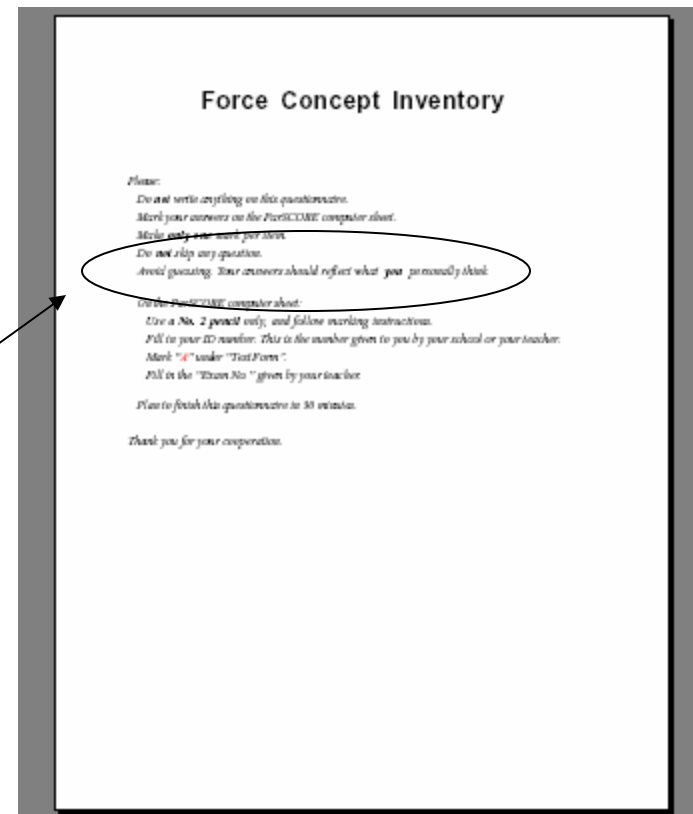 Force Concept Inventory
Please:
Do not write anything on this questionnaire.
Mark your answers on the ParSCORE computer sheet.
Make only one mark per item.
Do not skip any question.
Avoid guessing. Your answers should reflect what you personally think
On the ParSCORE computer sheet:
Use a No. 2 pencil only, and follow marking instructions.
Fill in your ID number. This is the number given to you by your school or your teacher.
Mark "A" under "Test Form".
Fill in the "Exam No." given by your teacher.
Plan to finish this questionnaire in 30 minutes.
Thank you for your cooperation.